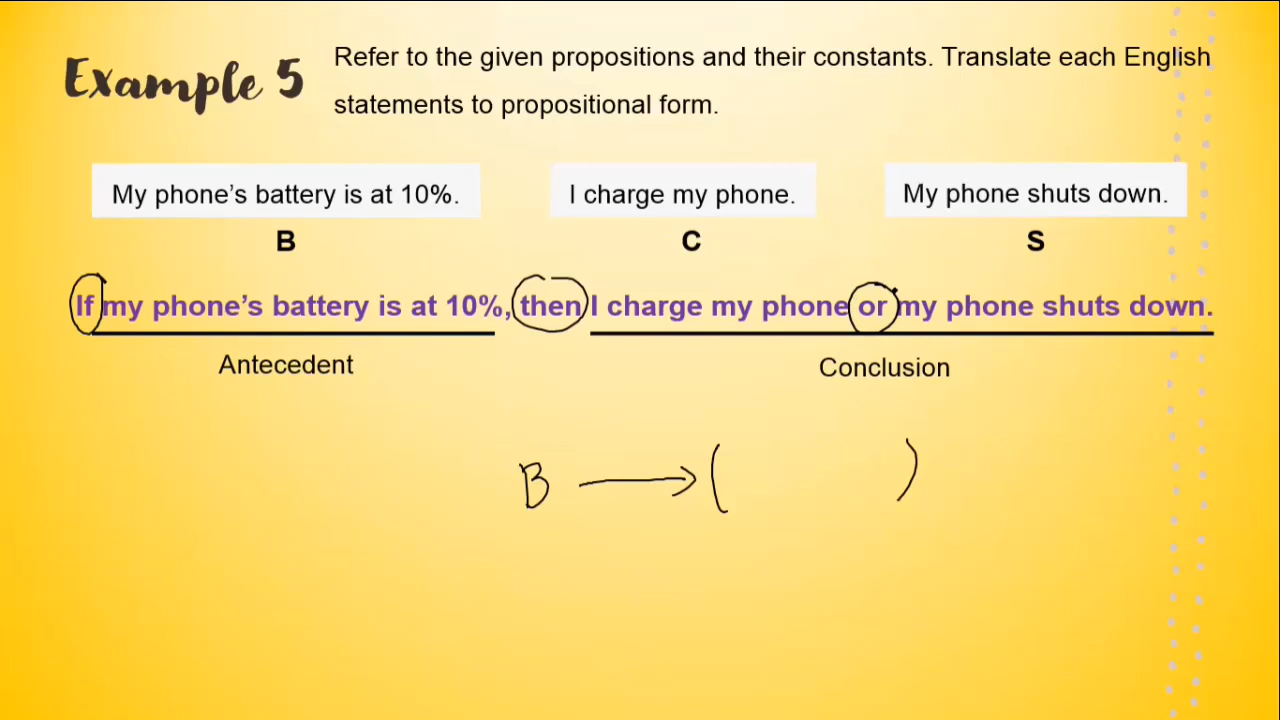 Example 5
Refer to the given propositions and their constants. Translate each English
statements to propositional form.
My phone's battery is at 10%.
I charge my phone.
My phone shuts down.
B
C
S
If my phone's battery is at 10%, then I charge my phone or my phone shuts down.
Antecedent
Conclusion
B → ( )